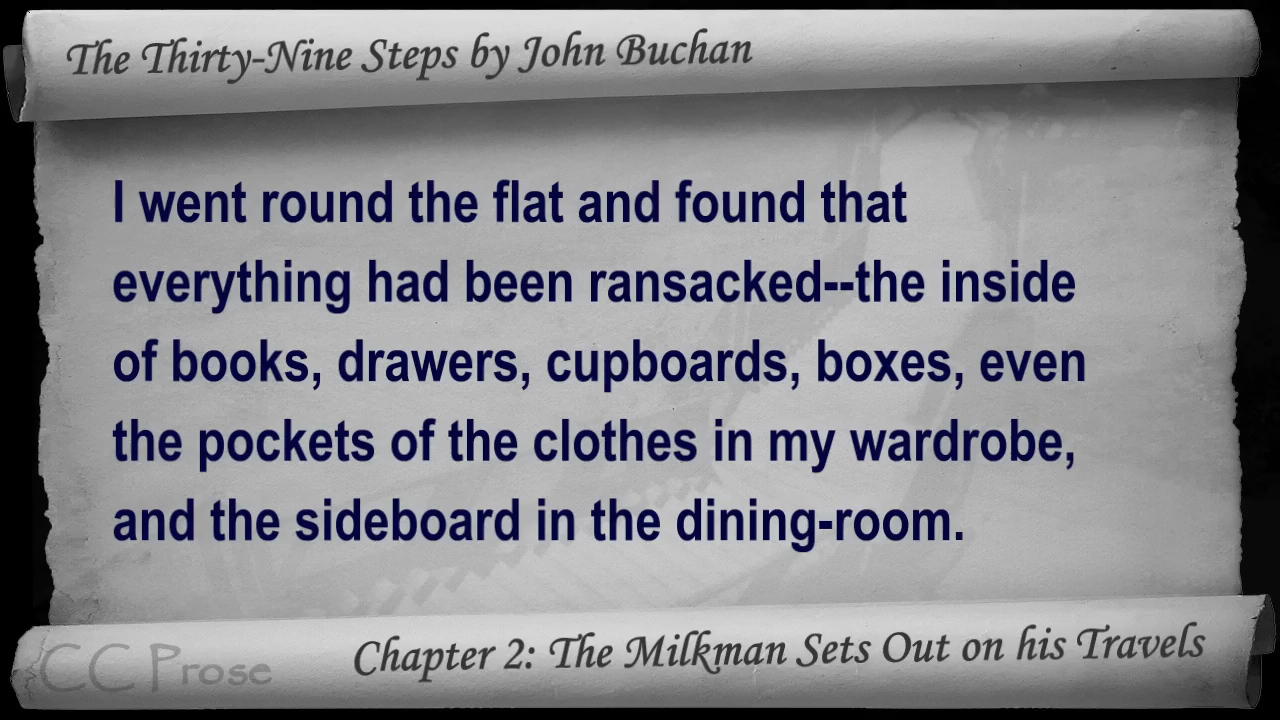 The Thirty-Nine Steps by John Buchan
I went round the flat and found that
everything had been ransacked--the inside
of books, drawers, cupboards, boxes, even
the pockets of the clothes in my wardrobe,
and the sideboard in the dining-room.
CC Prose
Chapter 2: The Milkman Sets Out on his Travels